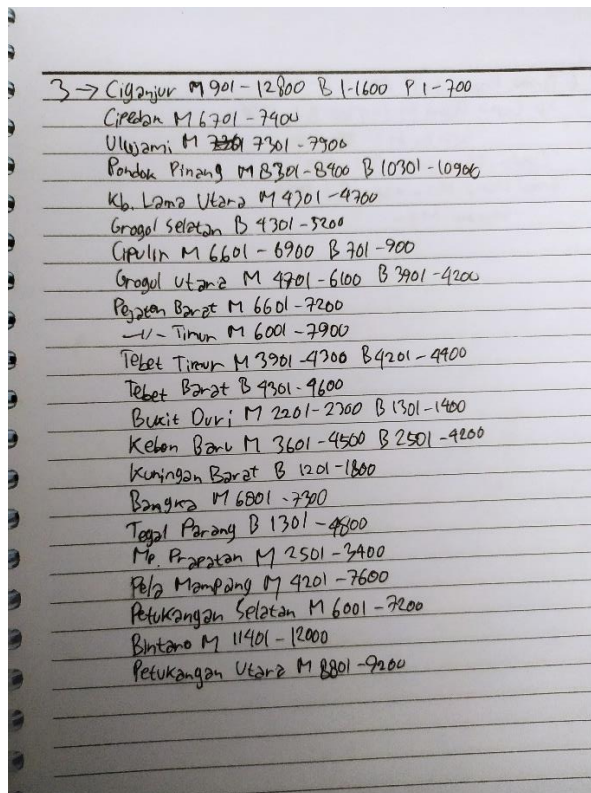 3 → Ciganjur M 901 - 12800 B 1-1600 P 1-700
Cipedak M 6701 - 7400
Ulujami M 7301 - 7900
Pondok Pinang M 8301 - 8400 B 10301 - 10900
Kb. Lama Utara M 4301 - 4700
Grogol Selatan B 4301 - 5200
Cipulir M 6601 - 6900 B 701 - 900
Grogol Utara M 4701 - 6100 B 3901 - 4200
Pejaten Barat M 6601 - 7200
-//- Timur M 6001 - 7900
Tebet Timur M 3901 - 4300 B 4201 - 4400
Tebet Barat B 4301 - 4600
Bukit Duri M 2201 - 2300 B 1301 - 1400
Kebon Baru M 3601 - 4500 B 2501 - 4200
Kuningan Barat B 1201 - 1800
Bangka M 6801 - 7300
Tegal Parang B 1301 - 4800
Mp. Prapatan M 2501 - 3400
Pela Mampang M 4201 - 7600
Petukangan Selatan M 6001 - 7200
Bintaro M 11401 - 12000
Petukangan Utara M 8801 - 9200